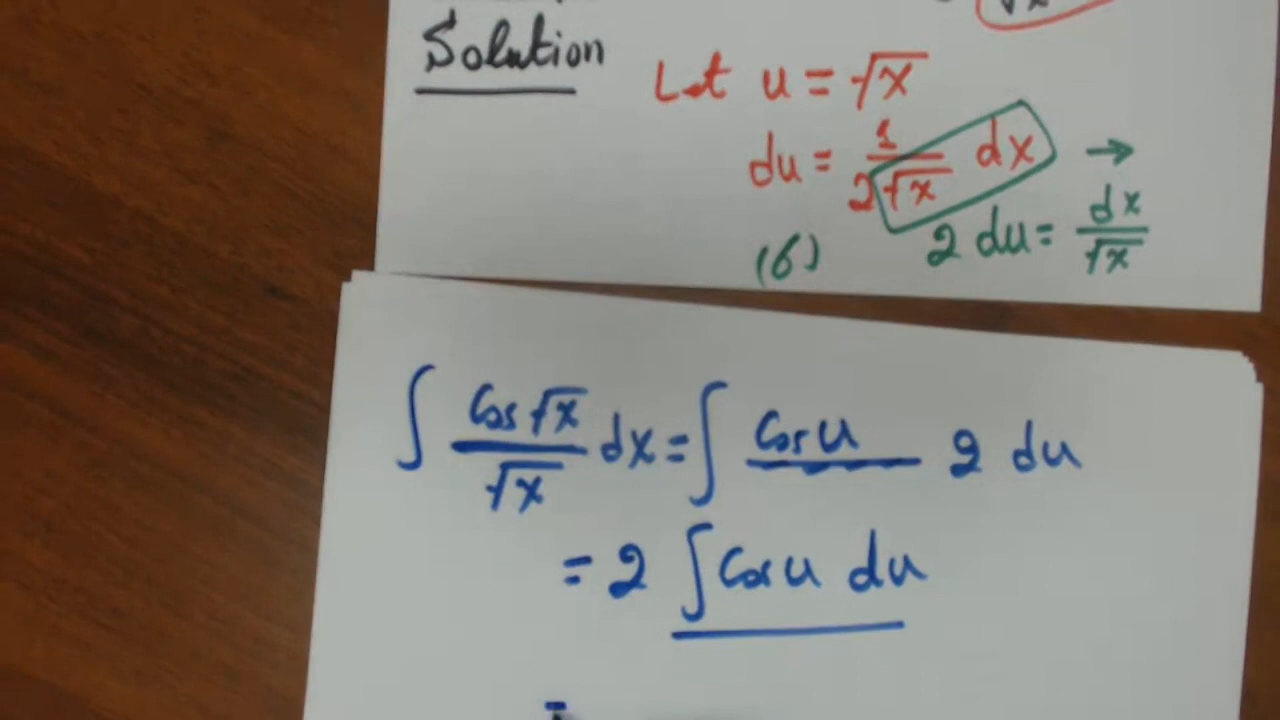 √x
Solution
Let u = √x
du = 1/(2√x) dx →
(6) 2 du = dx/√x
∫ Cos√x/√x dx = ∫ Cos u 2 du
= 2 ∫ Cos u du
=